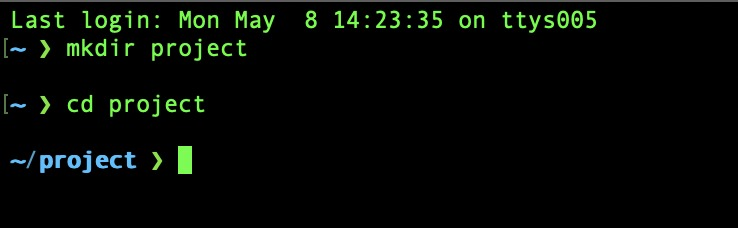 Last login: Mon May  8 14:23:35 on ttys005
[~ ❯ mkdir project
[~ ❯ cd project
~/project ❯